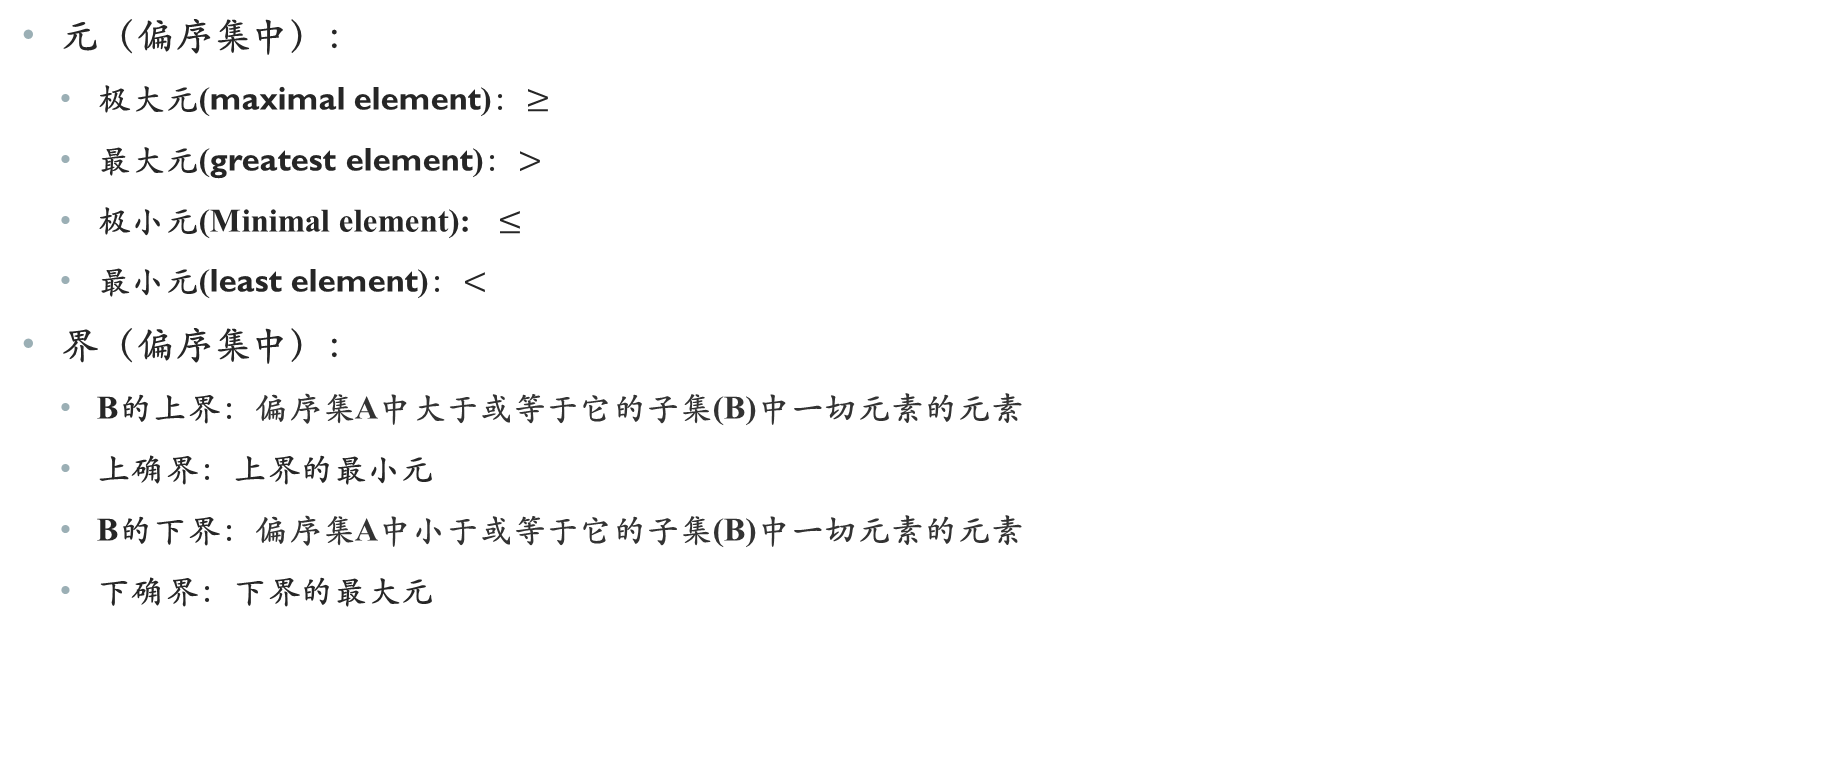 • 元（偏序集中）：
• 极大元(maximal element)： ≥
• 最大元(greatest element)： >
• 极小元(Minimal element): ≤
• 最小元(least element)： <
• 界（偏序集中）：
• B的上界：偏序集A中大于或等于它的子集(B)中一切元素的元素
• 上确界：上界的最小元
• B的下界：偏序集A中小于或等于它的子集(B)中一切元素的元素
• 下确界：下界的最大元